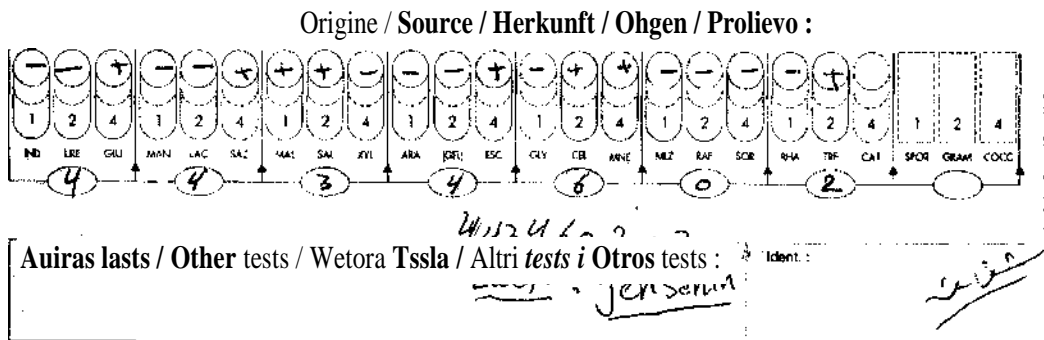 Origine / Source / Herkunft / Ohgen / Prolievo :
− − + − − + + + − − − + − + + − − − − +
1 2 4 1 2 4 1 2 4 1 2 4 1 2 4 1 2 4 1 2 4 1 2 4
IND URE GLU MAN LAC SAC MAL SAL XYL ARA (GEL) ESC GLY CEL MNE MLZ RAF SOR RHA TRE CAT SPOR GRAM COCC
4 4 3 4 6 0 2
Auiras lasts / Other tests / Wetora Tssla / Altri tests i Otros tests :
Ident. :